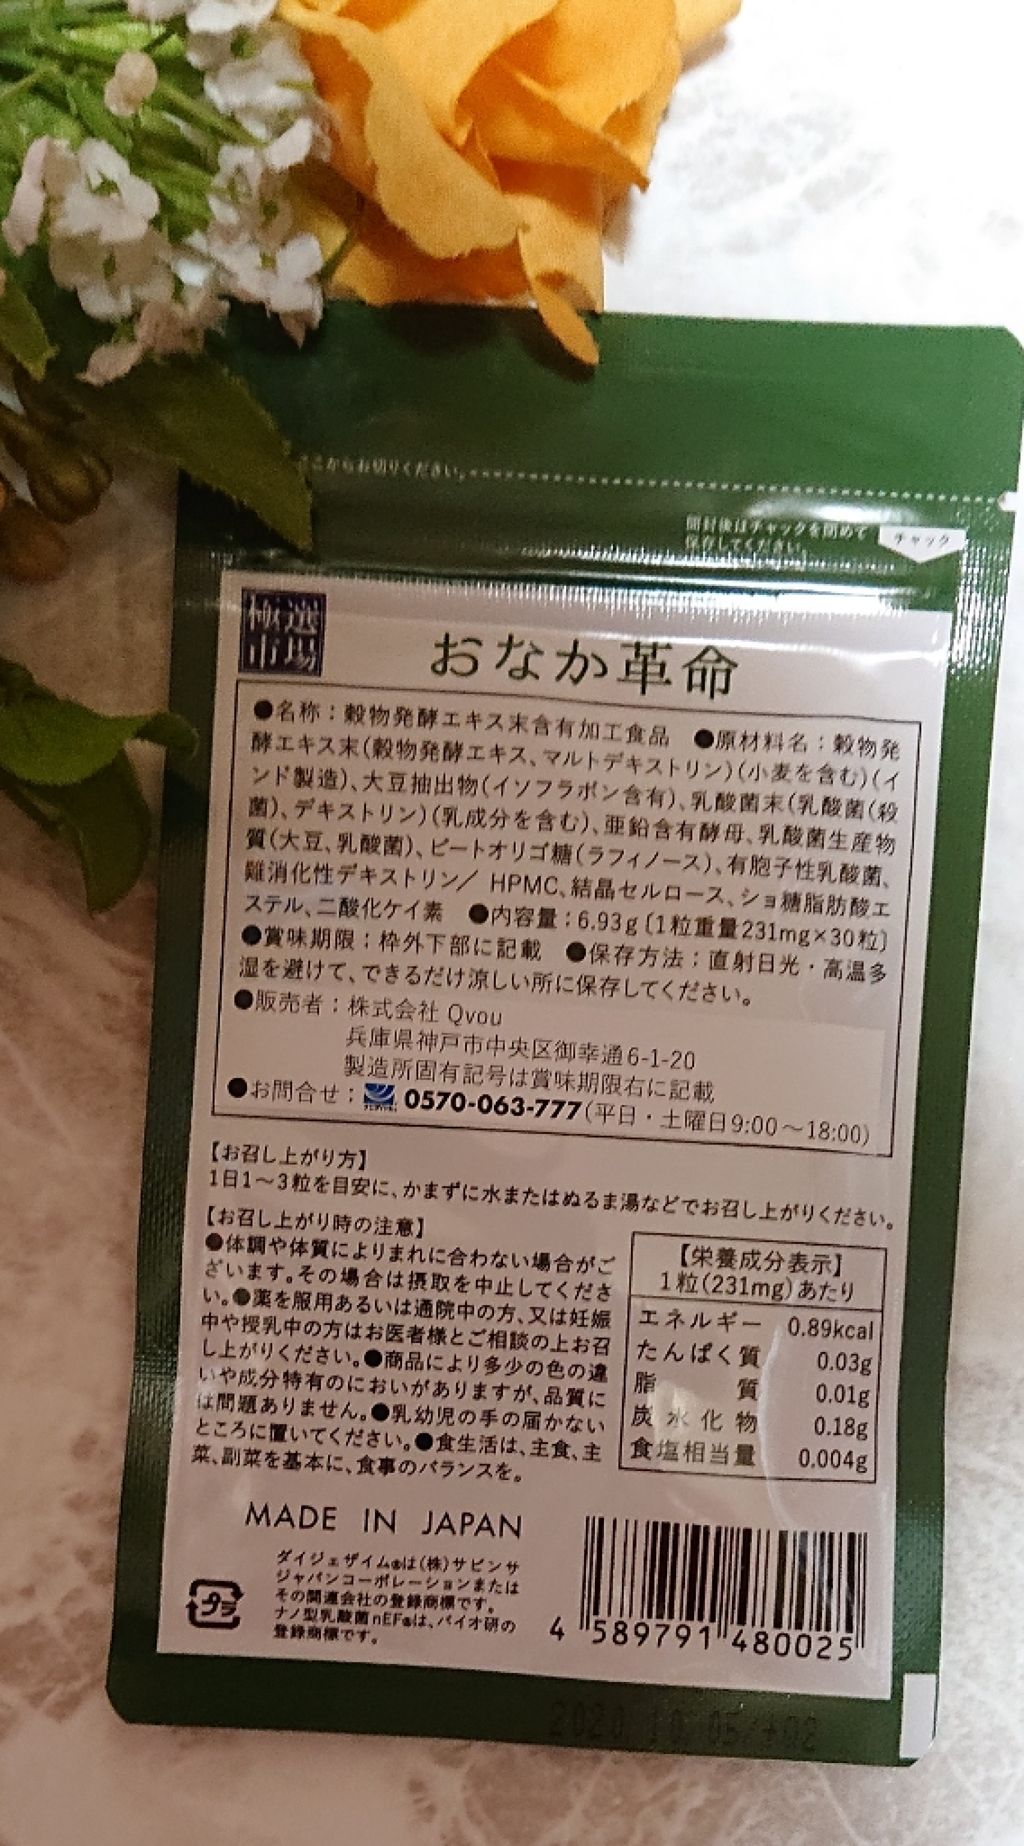 ここからお切りください。
開封後はチャックを閉めて
保存してください。
チャック
極選
市場
おなか革命
●名称：穀物発酵エキス末含有加工食品　●原材料名：穀物発
酵エキス末(穀物発酵エキス、マルトデキストリン)(小麦を含む)(イ
ンド製造)、大豆抽出物(イソフラボン含有)、乳酸菌末(乳酸菌(殺
菌)、デキストリン)(乳成分を含む)、亜鉛含有酵母、乳酸菌生産物
質(大豆、乳酸菌)、ビートオリゴ糖(ラフィノース)、有胞子性乳酸菌、
難消化性デキストリン／ HPMC、結晶セルロース、ショ糖脂肪酸エ
ステル、二酸化ケイ素　●内容量：6.93g〔1粒重量231mg×30粒〕
●賞味期限：枠外下部に記載　●保存方法：直射日光・高温多
湿を避けて、できるだけ涼しい所に保存してください。
●販売者：株式会社 Qvou
兵庫県神戸市中央区御幸通6-1-20
製造所固有記号は賞味期限右に記載
●お問合せ：0570-063-777(平日・土曜日9:00～18:00)
【お召し上がり方】
1日1～3粒を目安に、かまずに水またはぬるま湯などでお召し上がりください。
【お召し上がり時の注意】
●体調や体質によりまれに合わない場合がご
ざいます。その場合は摂取を中止してくださ
い。●薬を服用あるいは通院中の方、又は妊娠
中や授乳中の方はお医者様とご相談の上お召
し上がりください。●商品により多少の色の違
いや成分特有のにおいがありますが、品質に
は問題ありません。●乳幼児の手の届かない
ところに置いてください。●食生活は、主食、主
菜、副菜を基本に、食事のバランスを。
【栄養成分表示】
1粒(231mg)あたり
エネルギー 0.89kcal
たんぱく質 0.03g
脂質 0.01g
炭水化物 0.18g
食塩相当量 0.004g
MADE IN JAPAN
プラ
ダイジェザイム®は(株)サビンサ
ジャパンコーポレーションまたは
その関連会社の登録商標です。
ナノ型乳酸菌nEF®は、バイオ研の
登録商標です。
4 589791 480025